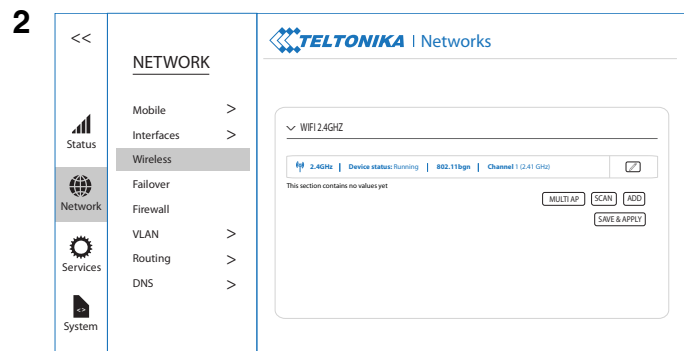 2
<<
TELTONIKA | Networks
NETWORK
Status
Network
Services
<>
System
Mobile >
Interfaces >
Wireless
Failover
Firewall
VLAN >
Routing >
DNS >
WIFI 2.4GHZ
2.4GHz | Device status: Running | 802.11bgn | Channel 1 (2.41 GHz)
This section contains no values yet
MULTI AP SCAN ADD
SAVE & APPLY